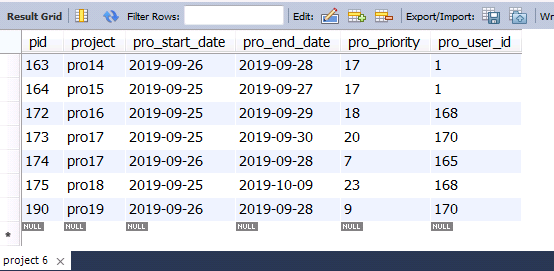 Result Grid Filter Rows: Edit: Export/Import: Wr
pid project pro_start_date pro_end_date pro_priority pro_user_id
163 pro14 2019-09-26 2019-09-28 17 1
164 pro15 2019-09-25 2019-09-27 17 1
172 pro16 2019-09-25 2019-09-29 18 168
173 pro17 2019-09-25 2019-09-30 20 170
174 pro17 2019-09-26 2019-09-28 7 165
175 pro18 2019-09-25 2019-10-09 23 168
190 pro19 2019-09-26 2019-09-28 9 170
* NULL NULL NULL NULL NULL NULL
project 6 ×